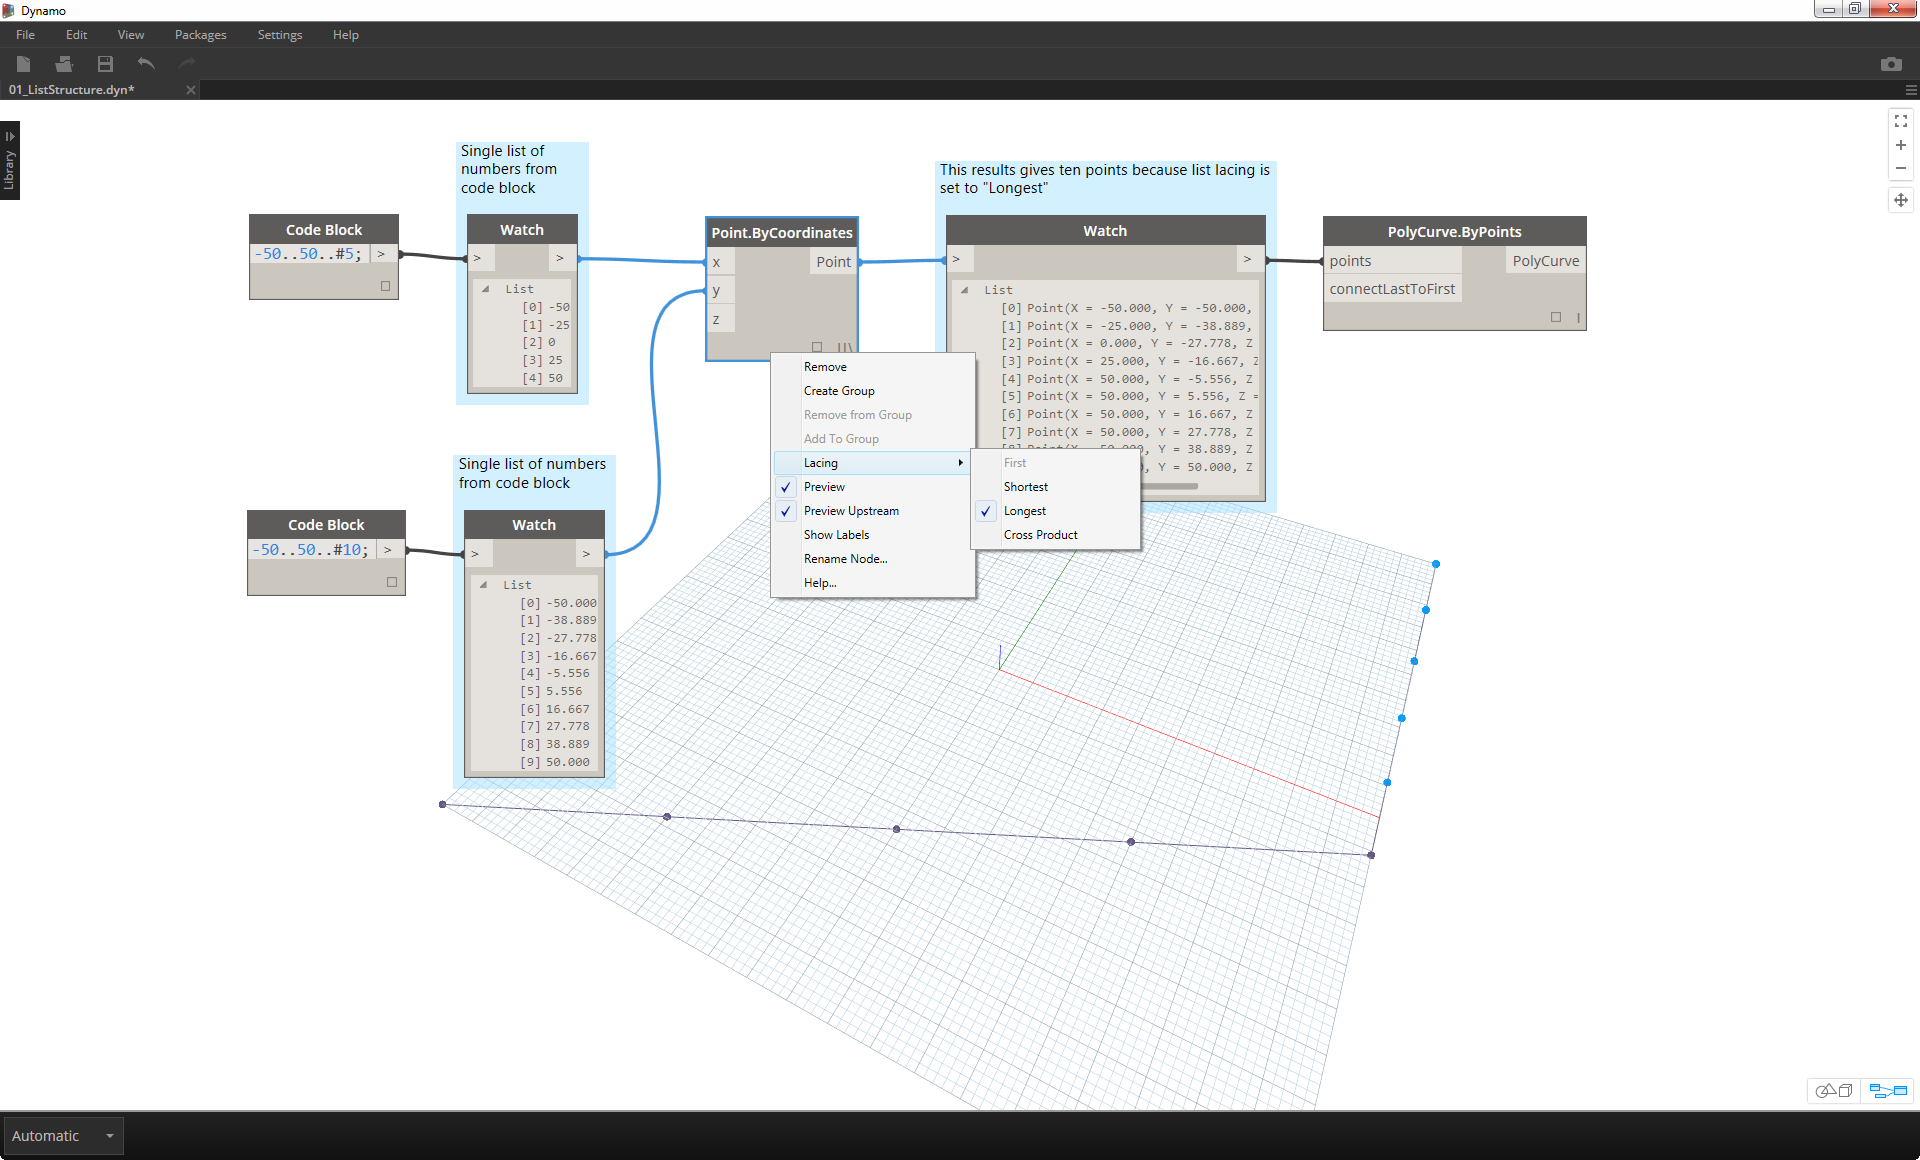 Dynamo
File Edit View Packages Settings Help
01_ListStructure.dyn*
Library
Single list of
numbers from
code block
This results gives ten points because list lacing is
set to "Longest"
Code Block
-50..50..#5; >
Watch
> >
List
[0] -50
[1] -25
[2] 0
[3] 25
[4] 50
Point.ByCoordinates
x Point
y
z
Watch
> >
List
[0] Point(X = -50.000, Y = -50.000,
[1] Point(X = -25.000, Y = -38.889,
[2] Point(X = 0.000, Y = -27.778, Z
[3] Point(X = 25.000, Y = -16.667, Z
[4] Point(X = 50.000, Y = -5.556, Z
[5] Point(X = 50.000, Y = 5.556, Z =
[6] Point(X = 50.000, Y = 16.667, Z
[7] Point(X = 50.000, Y = 27.778, Z
50.000, Y = 38.889, Z
), Y = 50.000, Z
PolyCurve.ByPoints
points PolyCurve
connectLastToFirst
Remove
Create Group
Remove from Group
Add To Group
Lacing
Preview
Preview Upstream
Show Labels
Rename Node...
Help...
First
Shortest
Longest
Cross Product
Single list of numbers
from code block
Code Block
-50..50..#10; >
Watch
> >
List
[0] -50.000
[1] -38.889
[2] -27.778
[3] -16.667
[4] -5.556
[5] 5.556
[6] 16.667
[7] 27.778
[8] 38.889
[9] 50.000
Automatic